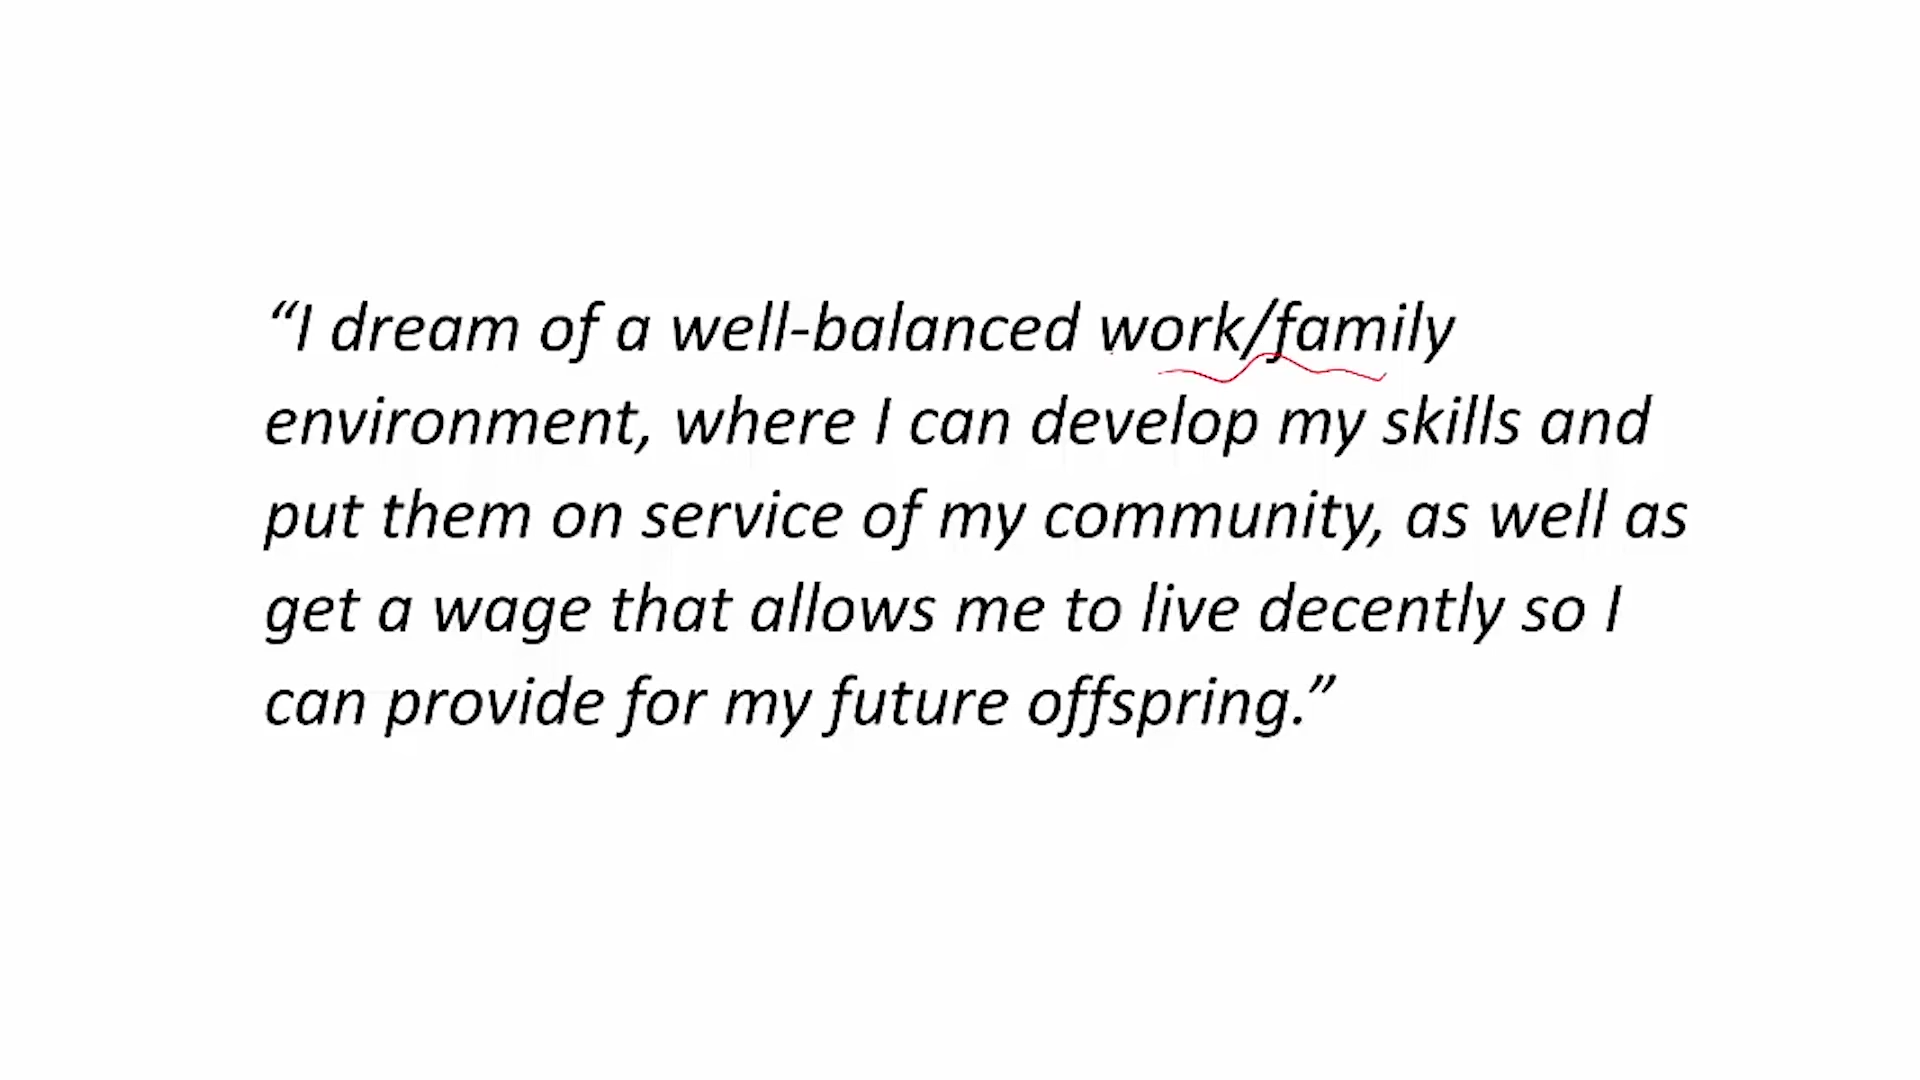 “I dream of a well-balanced work/family
environment, where I can develop my skills and
put them on service of my community, as well as
get a wage that allows me to live decently so I
can provide for my future offspring.”